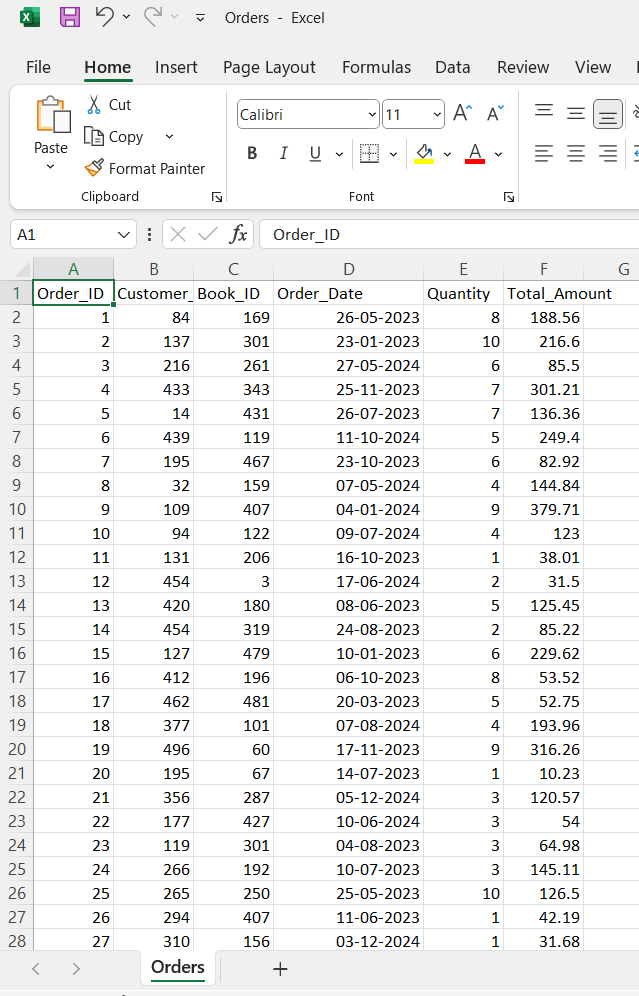 Orders - Excel
File Home Insert Page Layout Formulas Data Review View
Paste
Cut
Copy
Format Painter
Clipboard
Calibri 11
B I U
Font
A1 fx Order_ID
A B C D E F G
1 Order_ID Customer_ Book_ID Order_Date Quantity Total_Amount
2 1 84 169 26-05-2023 8 188.56
3 2 137 301 23-01-2023 10 216.6
4 3 216 261 27-05-2024 6 85.5
5 4 433 343 25-11-2023 7 301.21
6 5 14 431 26-07-2023 7 136.36
7 6 439 119 11-10-2024 5 249.4
8 7 195 467 23-10-2023 6 82.92
9 8 32 159 07-05-2024 4 144.84
10 9 109 407 04-01-2024 9 379.71
11 10 94 122 09-07-2024 4 123
12 11 131 206 16-10-2023 1 38.01
13 12 454 3 17-06-2024 2 31.5
14 13 420 180 08-06-2023 5 125.45
15 14 454 319 24-08-2023 2 85.22
16 15 127 479 10-01-2023 6 229.62
17 16 412 196 06-10-2023 8 53.52
18 17 462 481 20-03-2023 5 52.75
19 18 377 101 07-08-2024 4 193.96
20 19 496 60 17-11-2023 9 316.26
21 20 195 67 14-07-2023 1 10.23
22 21 356 287 05-12-2024 3 120.57
23 22 177 427 10-06-2024 3 54
24 23 119 301 04-08-2023 3 64.98
25 24 266 192 10-07-2023 3 145.11
26 25 265 250 25-05-2023 10 126.5
27 26 294 407 11-06-2023 1 42.19
28 27 310 156 03-12-2024 1 31.68
Orders